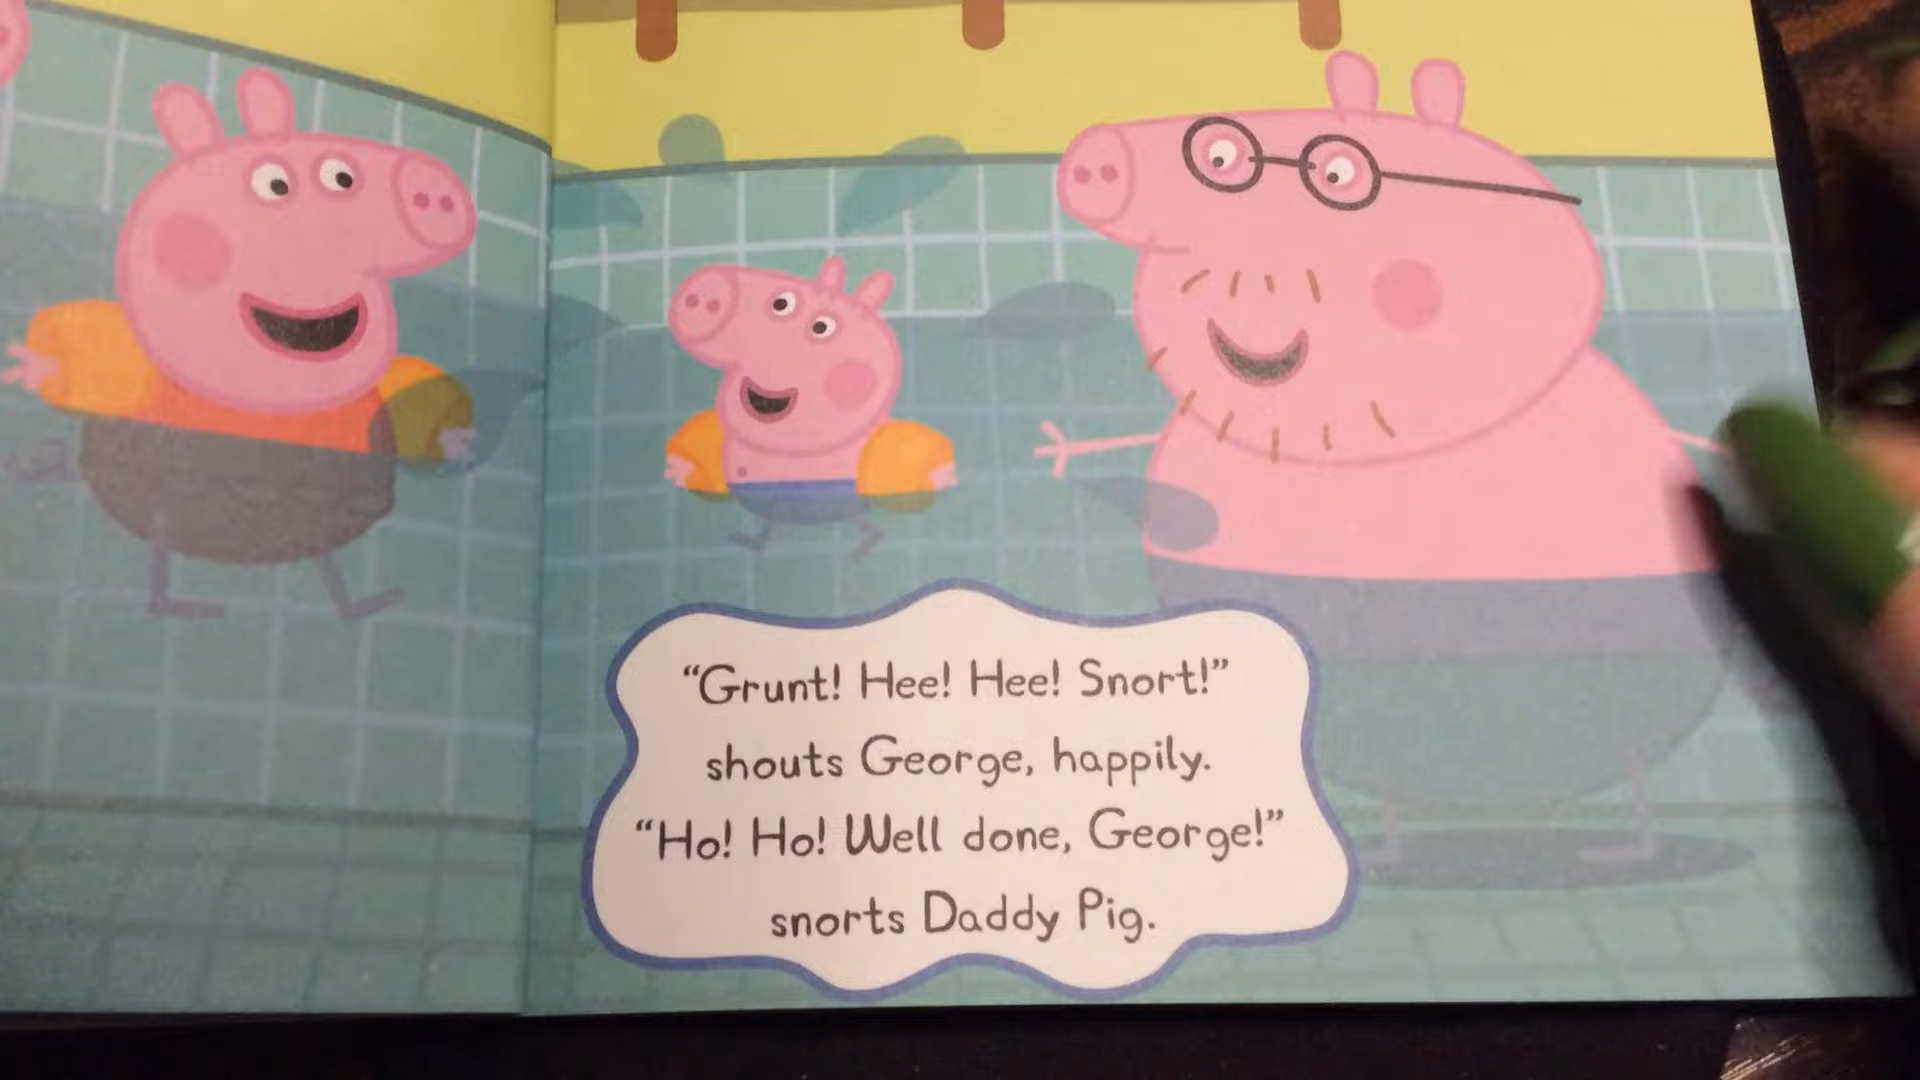 “Grunt! Hee! Hee! Snort!”
shouts George, happily.
“Ho! Ho! Well done, George!”
snorts Daddy Pig.